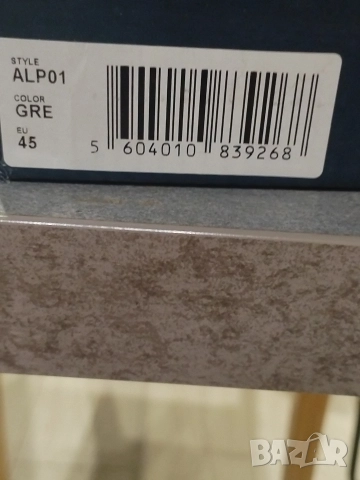 STYLE
ALP01
COLOR
GRE
EU
45
5 604010 839268
BAZAR